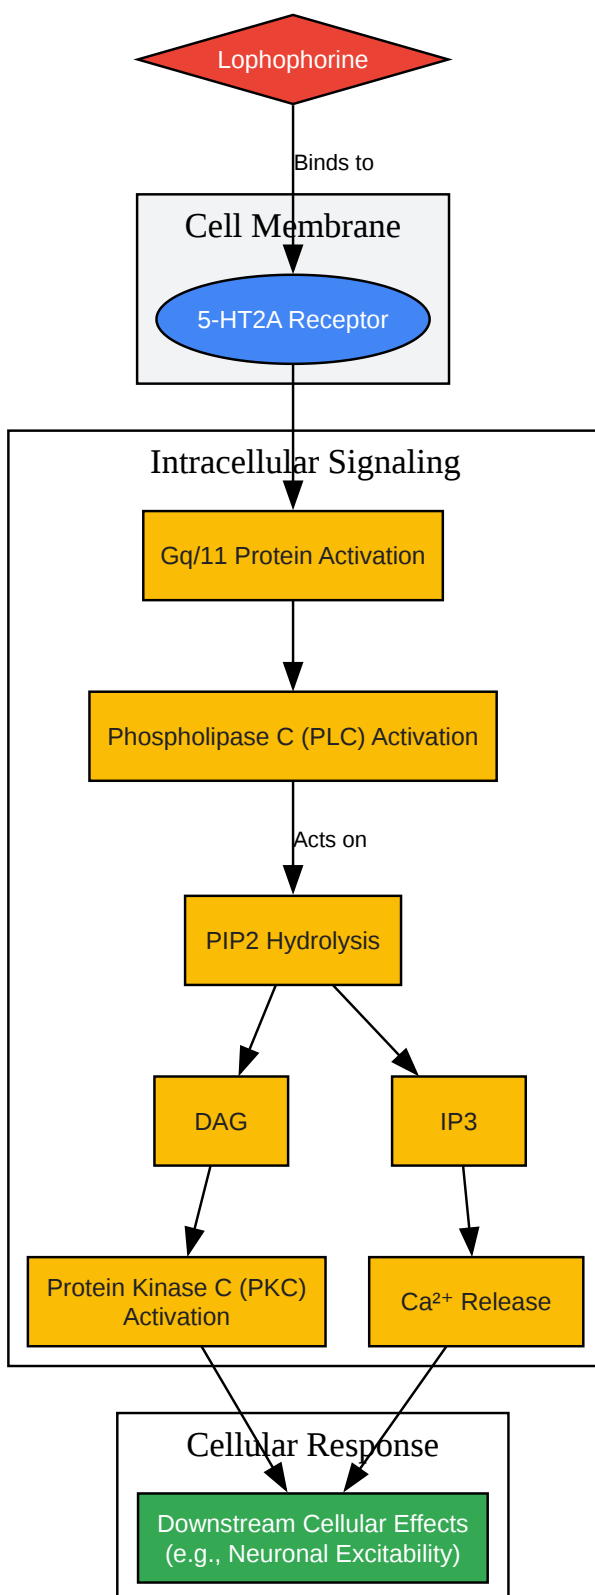 Lophophorine
Binds to
Cell Membrane
5-HT2A Receptor
Intracellular Signaling
Gq/11 Protein Activation
Phospholipase C (PLC) Activation
Acts on
PIP2 Hydrolysis
DAG
IP3
Protein Kinase C (PKC)
Activation
Ca²⁺ Release
Cellular Response
Downstream Cellular Effects
(e.g., Neuronal Excitability)